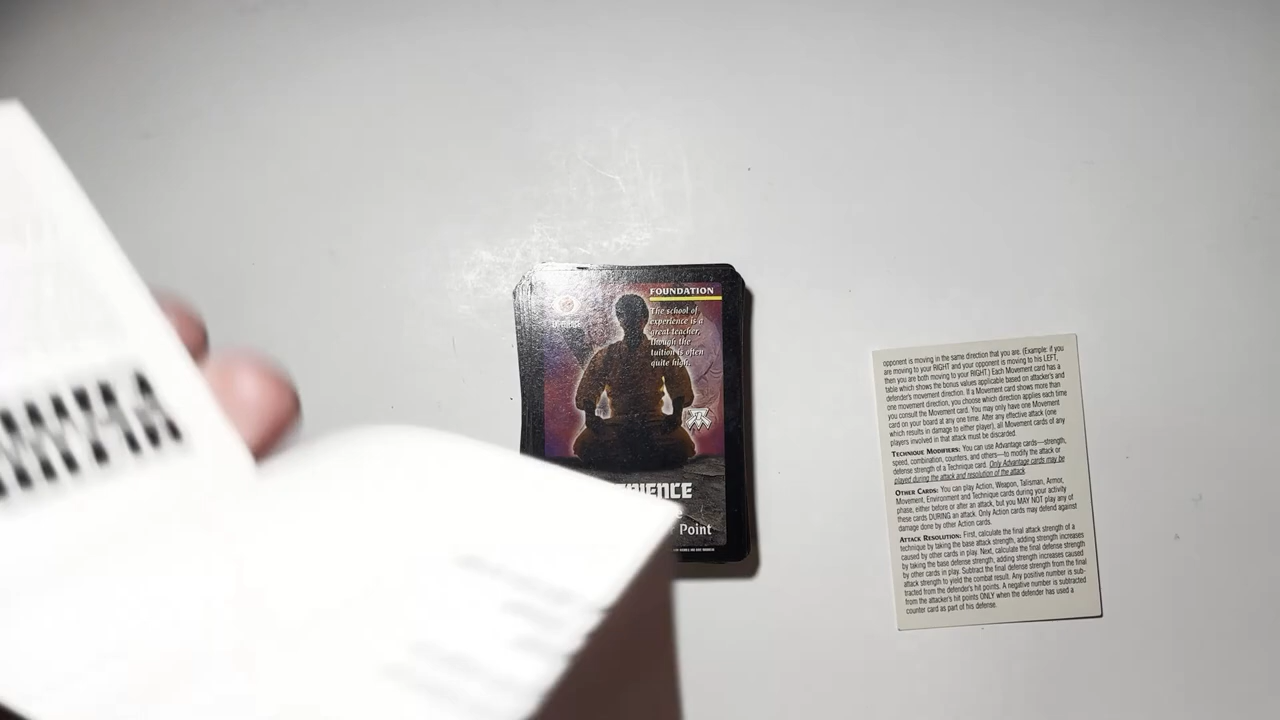 FOUNDATION
The school of
experience is a
great teacher,
though the
tuition is often
quite high.
Point
opponent is moving in the same direction that you are. (Example: if you
are moving to your RIGHT and your opponent is moving to his LEFT,
then you are both moving to your RIGHT.) Each Movement card has a
table which shows the bonus values applicable based on attacker's and
defender's movement direction. If a Movement card shows more than
one movement direction, you choose which direction applies each time
you consult the Movement card. You may only have one Movement
card on your board at any one time. After any effective attack (one
which results in damage to either player), all Movement cards of any
players involved in that attack must be discarded.
TECHNIQUE MODIFIERS: You can use Advantage cards—strength,
speed, combination, counters, and others—to modify the attack or
defense strength of a Technique card. Only Advantage cards may be
played during the attack and resolution of the attack.
OTHER CARDS: You can play Action, Weapon, Talisman, Armor,
Movement, Environment and Technique cards during your activity
phase, either before or after an attack, but you MAY NOT play any of
these cards DURING an attack. Only Action cards may defend against
damage done by other Action cards.
ATTACK RESOLUTION: First, calculate the final attack strength of a
technique by taking the base attack strength, adding strength increases
caused by other cards in play. Next, calculate the final defense strength
by taking the base defense strength, adding strength increases caused
by other cards in play. Subtract the final defense strength from the final
attack strength to yield the combat result. Any positive number is sub-
tracted from the defender's hit points. A negative number is subtracted
from the attacker's hit points ONLY when the defender has used a
counter card as part of his defense.